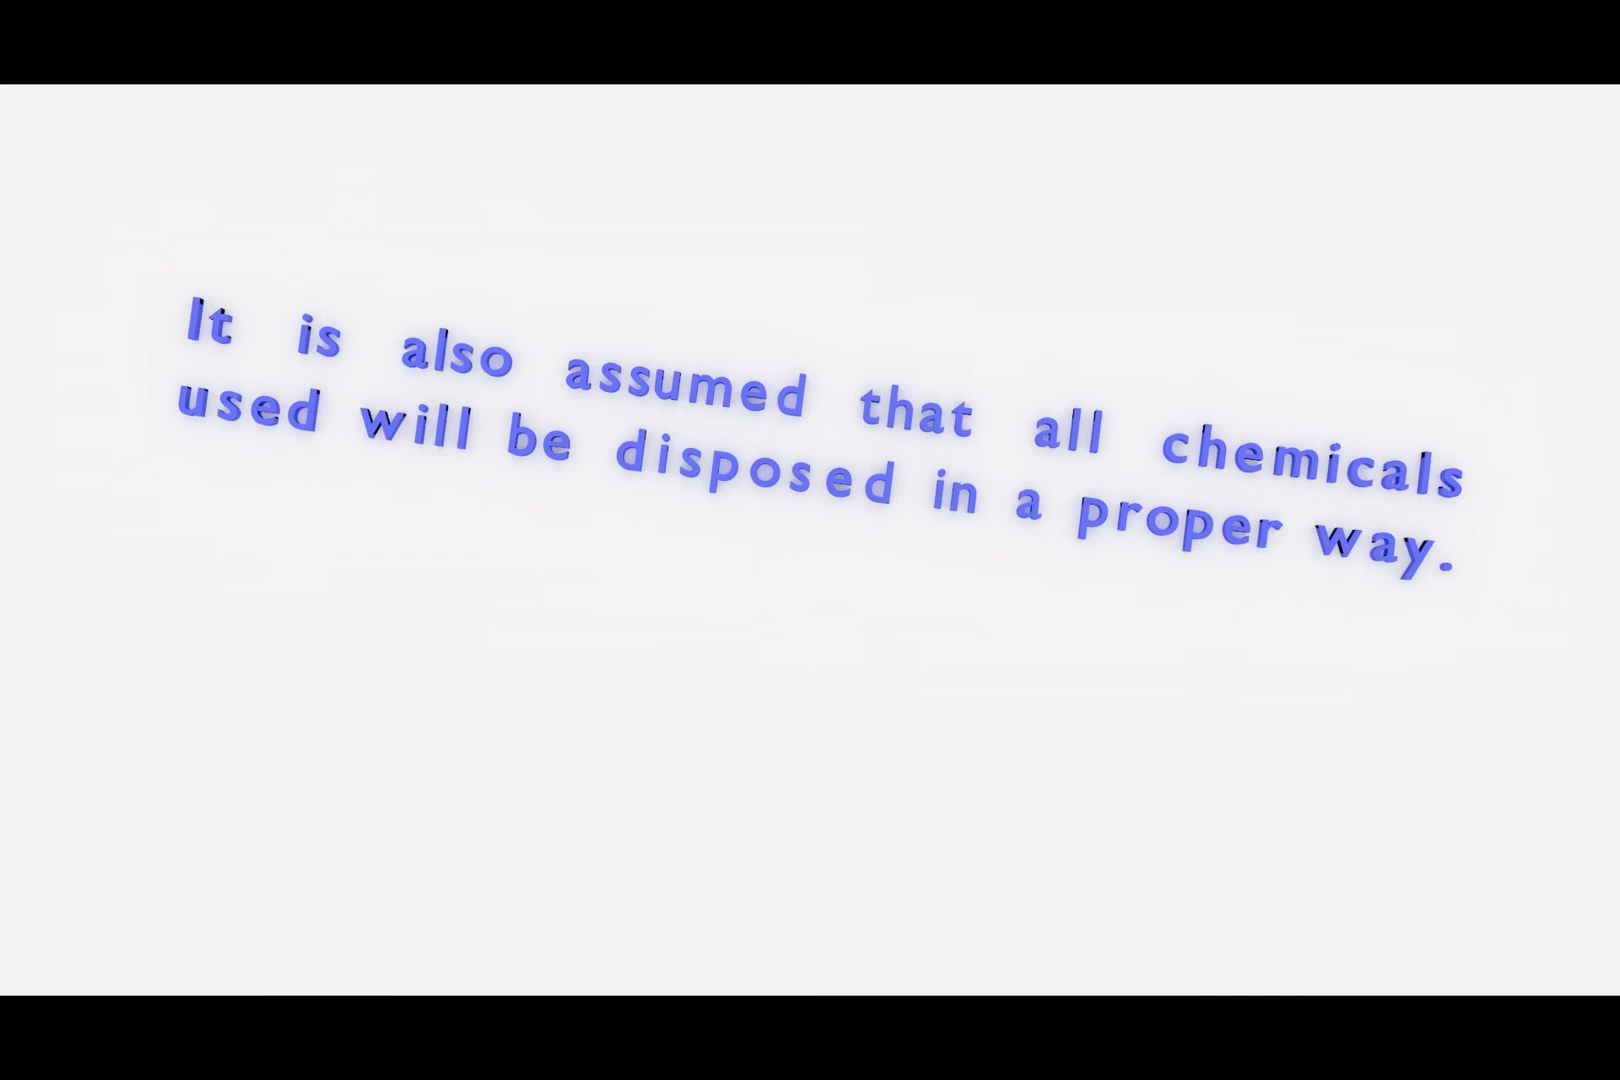 It is also assumed that all chemicals
used will be disposed in a proper way.